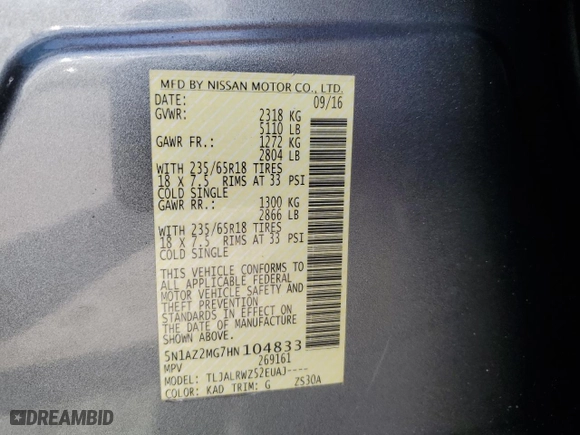 MFD BY NISSAN MOTOR CO., LTD.
DATE: 09/16
GVWR: 2318 KG
5110 LB
GAWR FR.: 1272 KG
2804 LB
WITH 235/65R18 TIRES
18 X 7.5 RIMS AT 33 PSI
COLD SINGLE
GAWR RR.: 1300 KG
2866 LB
WITH 235/65R18 TIRES
18 X 7.5 RIMS AT 33 PSI
COLD SINGLE
THIS VEHICLE CONFORMS TO
ALL APPLICABLE FEDERAL
MOTOR VEHICLE SAFETY AND
THEFT PREVENTION
STANDARDS IN EFFECT ON
THE DATE OF MANUFACTURE
SHOWN ABOVE.
5N1AZ2MG7HN104833
MPV 269161
MODEL: TLJALRWZ52EUAJ----
COLOR: KAD TRIM: G ZS30A
DREAMBID